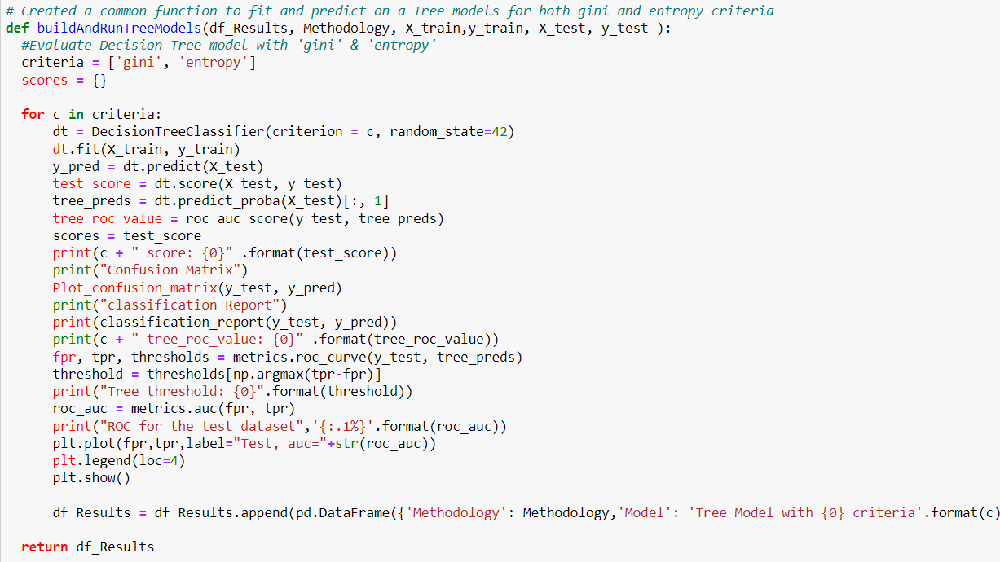 # Created a common function to fit and predict on a Tree models for both gini and entropy criteria
def buildAndRunTreeModels(df_Results, Methodology, X_train,y_train, X_test, y_test ):
  #Evaluate Decision Tree model with 'gini' & 'entropy'
  criteria = ['gini', 'entropy']
  scores = {}
  for c in criteria:
      dt = DecisionTreeClassifier(criterion = c, random_state=42)
      dt.fit(X_train, y_train)
      y_pred = dt.predict(X_test)
      test_score = dt.score(X_test, y_test)
      tree_preds = dt.predict_proba(X_test)[:, 1]
      tree_roc_value = roc_auc_score(y_test, tree_preds)
      scores = test_score
      print(c + " score: {0}" .format(test_score))
      print("Confusion Matrix")
      Plot_confusion_matrix(y_test, y_pred)
      print("classification Report")
      print(classification_report(y_test, y_pred))
      print(c + " tree_roc_value: {0}" .format(tree_roc_value))
      fpr, tpr, thresholds = metrics.roc_curve(y_test, tree_preds)
      threshold = thresholds[np.argmax(tpr-fpr)]
      print("Tree threshold: {0}".format(threshold))
      roc_auc = metrics.auc(fpr, tpr)
      print("ROC for the test dataset",'{:.1%}'.format(roc_auc))
      plt.plot(fpr,tpr,label="Test, auc="+str(roc_auc))
      plt.legend(loc=4)
      plt.show()
      df_Results = df_Results.append(pd.DataFrame({'Methodology': Methodology,'Model': 'Tree Model with {0} criteria'.format(c)
  return df_Results